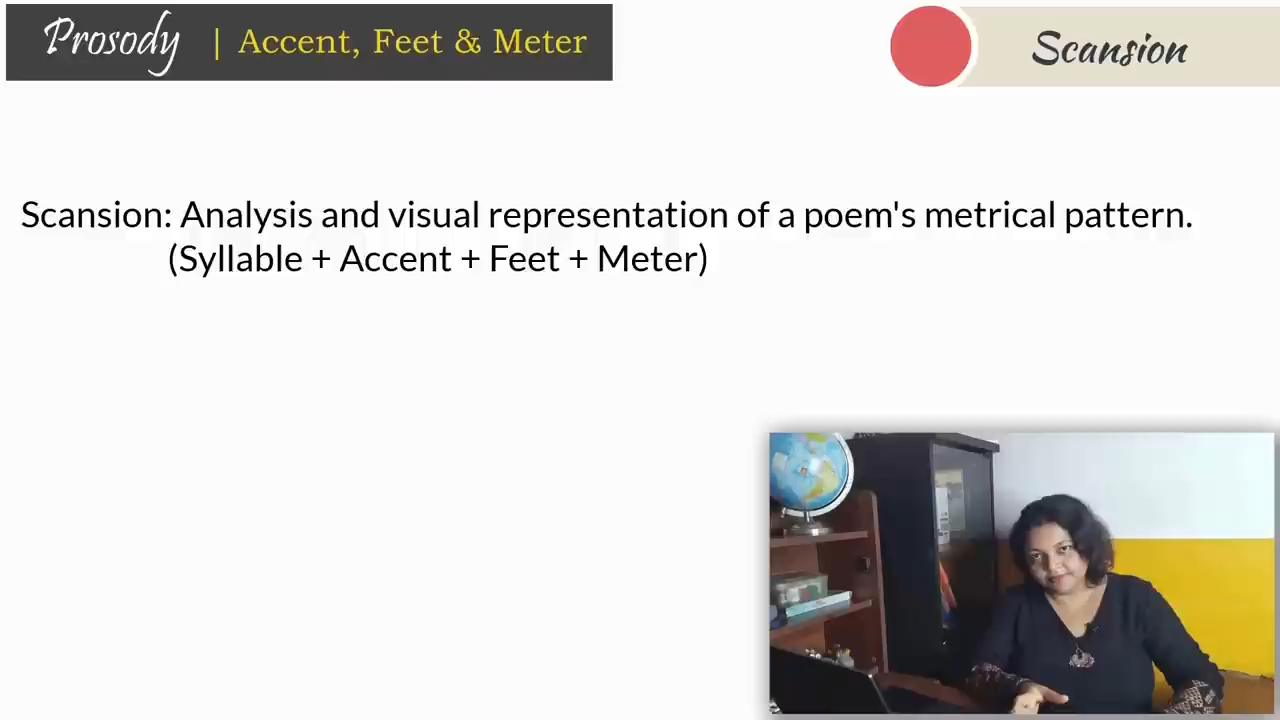 Prosody | Accent, Feet & Meter
Scansion
Scansion: Analysis and visual representation of a poem's metrical pattern.
(Syllable + Accent + Feet + Meter)